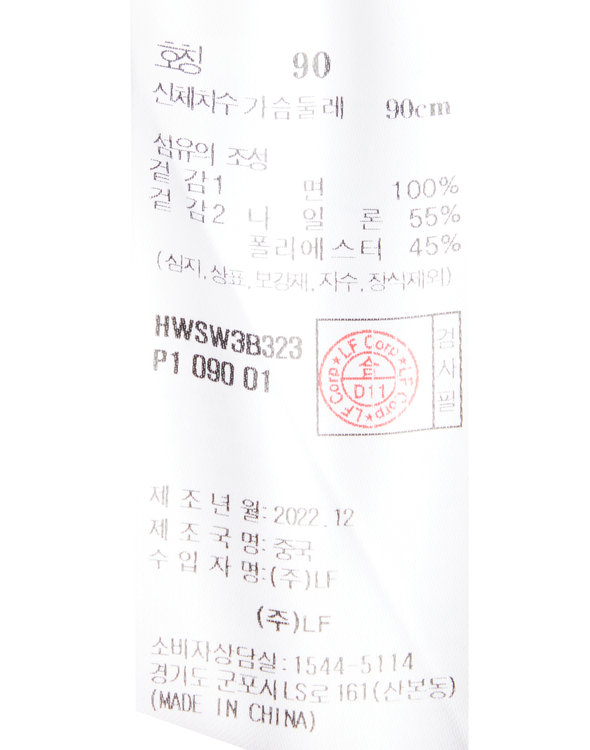 호칭 90
신체치수 가슴둘레 90cm
섬유의 조성
겉 감1 면 100%
겉 감2 나 일 론 55%
폴리에스터 45%
(심지.상표.보강재.자수.장식제외)
HWSW3B323
P1 090 01
LF Corp★LF Corp★LF Corp★
숍
D11
검사필
제 조 년 월: 2022.12
제 조 국 명: 중국
수 입 자 명:(주)LF
(주)LF
소비자상담실:1544-5114
경기도 군포시 LS로 161(산본동)
(MADE IN CHINA)